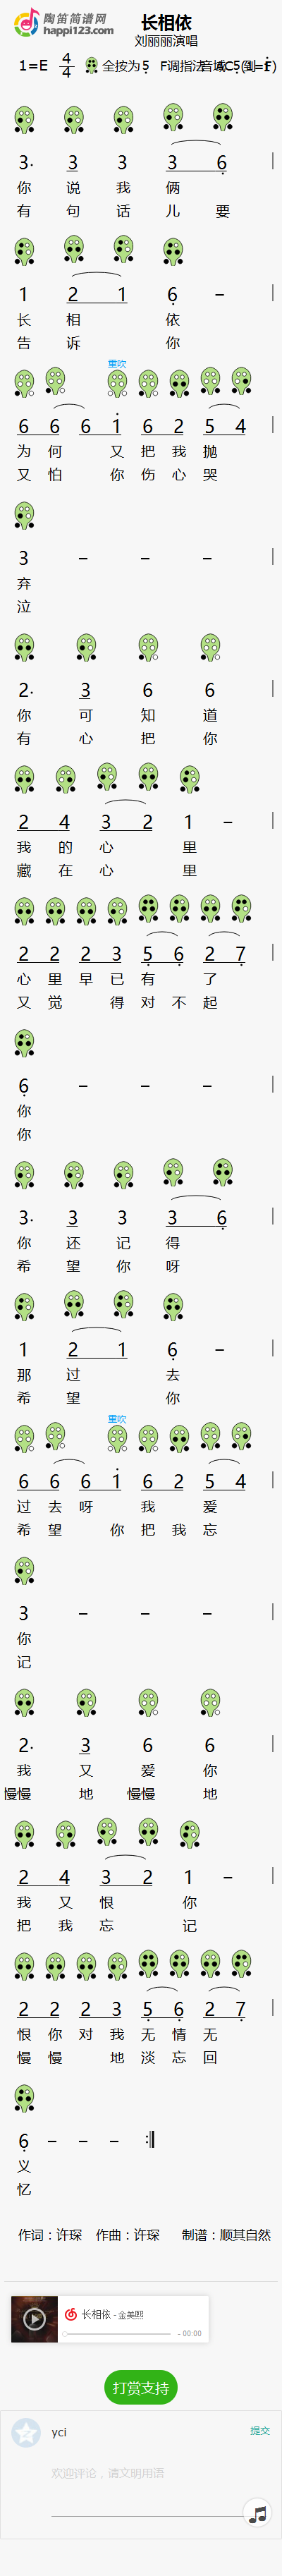 陶笛简谱网
happi123.com
长相依
刘丽丽演唱
1=E 4/4 全按为5 F调指法
3· 3 3 3 6
你 说 我 俩
有 句 话 儿 要
1 2 1 6 –
长 相 依
告 诉 你
重吹
6 6 6 1 6 2 5 4
为 何 又 把 我 抛
又 怕 你 伤 心 哭
3 – – –
弃
泣
2· 3 6 6
你 可 知 道
有 心 把 你
2 4 3 2 1 –
我 的 心 里
藏 在 心 里
2 2 2 3 5 6 2 7
心 里 早 已 有 了
又 觉 得 对 不 起
6 – – –
你
你
3· 3 3 3 6
你 还 记 得
希 望 你 呀
1 2 1 6 –
那 过 去
希 望 你
重吹
6 6 6 1 6 2 5 4
过 去 呀 我 爱
希 望 你 把 我 忘
3 – – –
你
记
2· 3 6 6
我 又 爱 你
慢慢 地 慢慢 地
2 4 3 2 1 –
我 又 恨 你
把 我 忘 记
2 2 2 3 5 6 2 7
恨 你 对 我 无 情 无
慢 慢 地 淡 忘 回
6 – – – :||
义
忆
作词：许琛 作曲：许琛 制谱：顺其自然
长相依 - 金美熙
- 00:00
打赏支持
yci 提交
欢迎评论，请文明用语